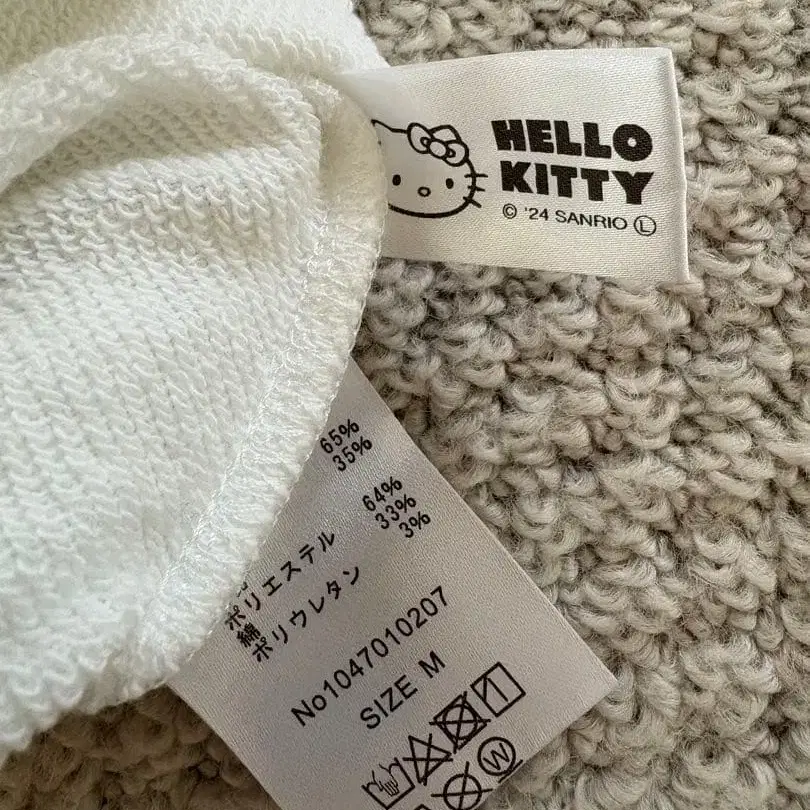 HELLO
KITTY
© '24 SANRIO Ⓛ
65%
35%
ポリエステル 64%
綿 33%
ポリウレタン 3%
No1047010207
SIZE M
W